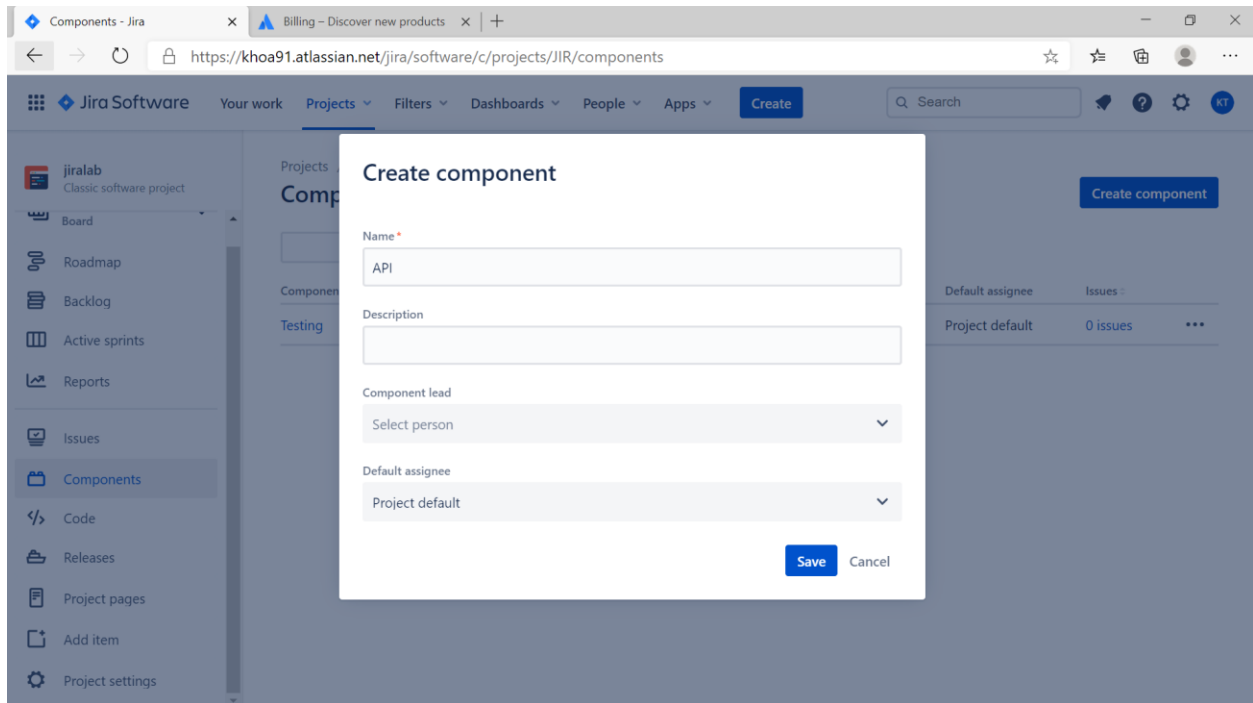 Components - Jira
Billing – Discover new products
https://khoa91.atlassian.net/jira/software/c/projects/JIR/components
Jira Software Your work Projects Filters Dashboards People Apps Create Search KT
jiralab
Classic software project
Board
Roadmap
Backlog
Active sprints
Reports
Issues
Components
Code
Releases
Project pages
Add item
Project settings
Projects /
Comp
Create component
Componen
Default assignee
Issues
Testing
Project default
0 issues
Create component
Name*
API
Description
Component lead
Select person
Default assignee
Project default
Save Cancel